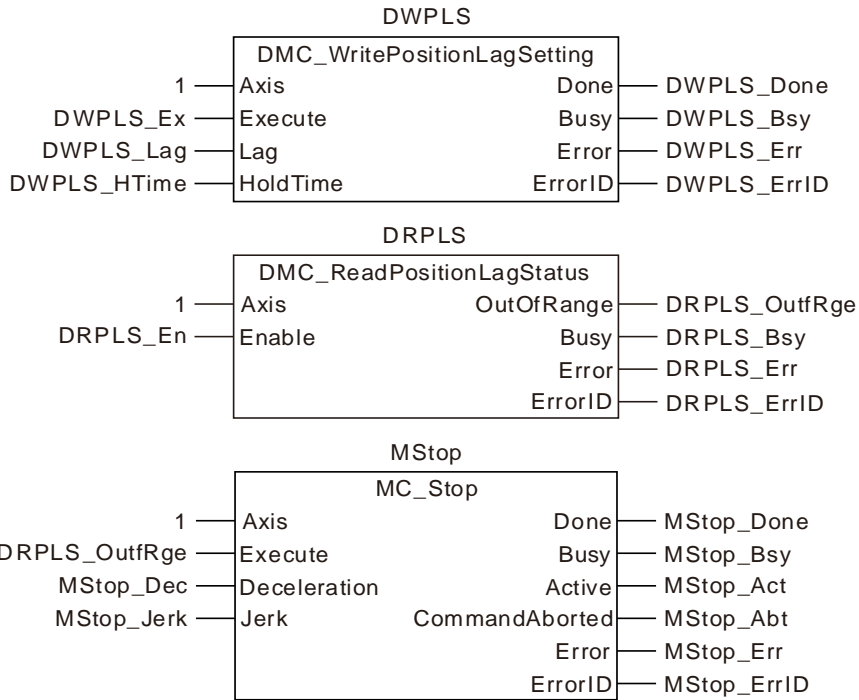 DWPLS
DMC_WritePositionLagSetting
1 Axis Done DWPLS_Done
DWPLS_Ex Execute Busy DWPLS_Bsy
DWPLS_Lag Lag Error DWPLS_Err
DWPLS_HTime HoldTime ErrorID DWPLS_ErrID
DRPLS
DMC_ReadPositionLagStatus
1 Axis OutOfRange DRPLS_OutfRge
DRPLS_En Enable Busy DRPLS_Bsy
Error DRPLS_Err
ErrorID DRPLS_ErrID
MStop
MC_Stop
1 Axis Done MStop_Done
DRPLS_OutfRge Execute Busy MStop_Bsy
MStop_Dec Deceleration Active MStop_Act
MStop_Jerk Jerk CommandAborted MStop_Abt
Error MStop_Err
ErrorID MStop_ErrID